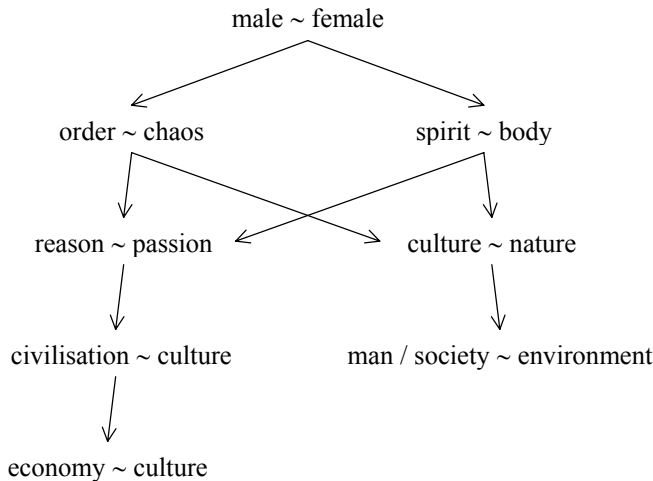 male ~ female
order ~ chaos
spirit ~ body
reason ~ passion
culture ~ nature
civilisation ~ culture
man / society ~ environment
economy ~ culture